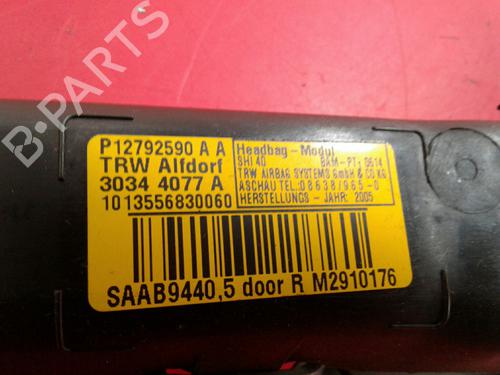 P12792590 A A
TRW Alfdorf
3034 4077 A
1013556830060
Headbag - Modul
SHI 40 BAM-PT: 0614
TRW AIRBAG SYSTEMS GmbH & CO KG
ASCHAU TEL: 08638/965-0
HERSTELLUNGS - JAHR: 2005
SAAB9440,5 door R M2910176
B-PARTS